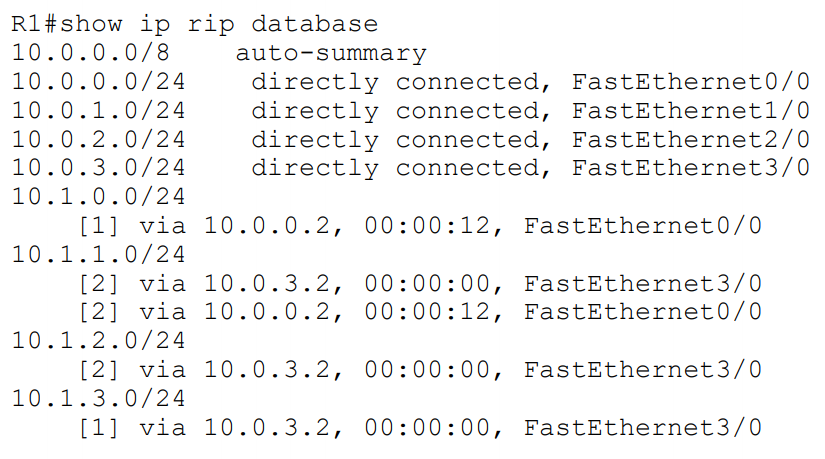 R1#show ip rip database
10.0.0.0/8    auto-summary
10.0.0.0/24    directly connected, FastEthernet0/0
10.0.1.0/24    directly connected, FastEthernet1/0
10.0.2.0/24    directly connected, FastEthernet2/0
10.0.3.0/24    directly connected, FastEthernet3/0
10.1.0.0/24
    [1] via 10.0.0.2, 00:00:12, FastEthernet0/0
10.1.1.0/24
    [2] via 10.0.3.2, 00:00:00, FastEthernet3/0
    [2] via 10.0.0.2, 00:00:12, FastEthernet0/0
10.1.2.0/24
    [2] via 10.0.3.2, 00:00:00, FastEthernet3/0
10.1.3.0/24
    [1] via 10.0.3.2, 00:00:00, FastEthernet3/0